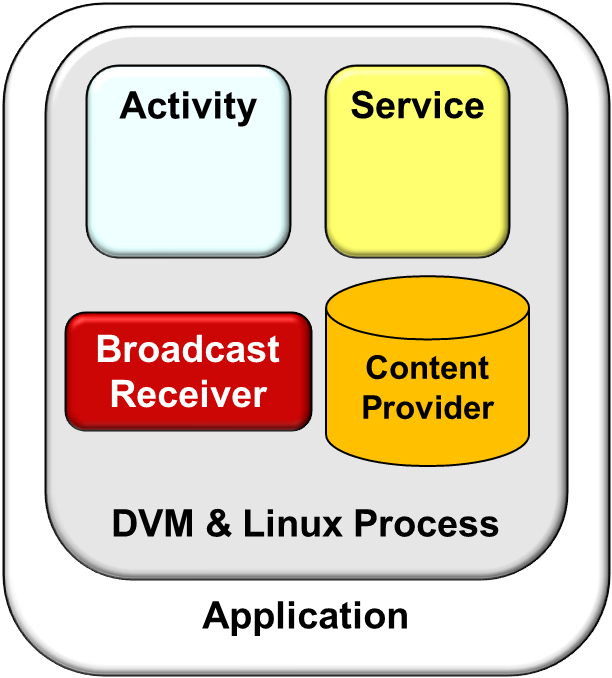 Activity
Service
Broadcast
Receiver
Content
Provider
DVM & Linux Process
Application